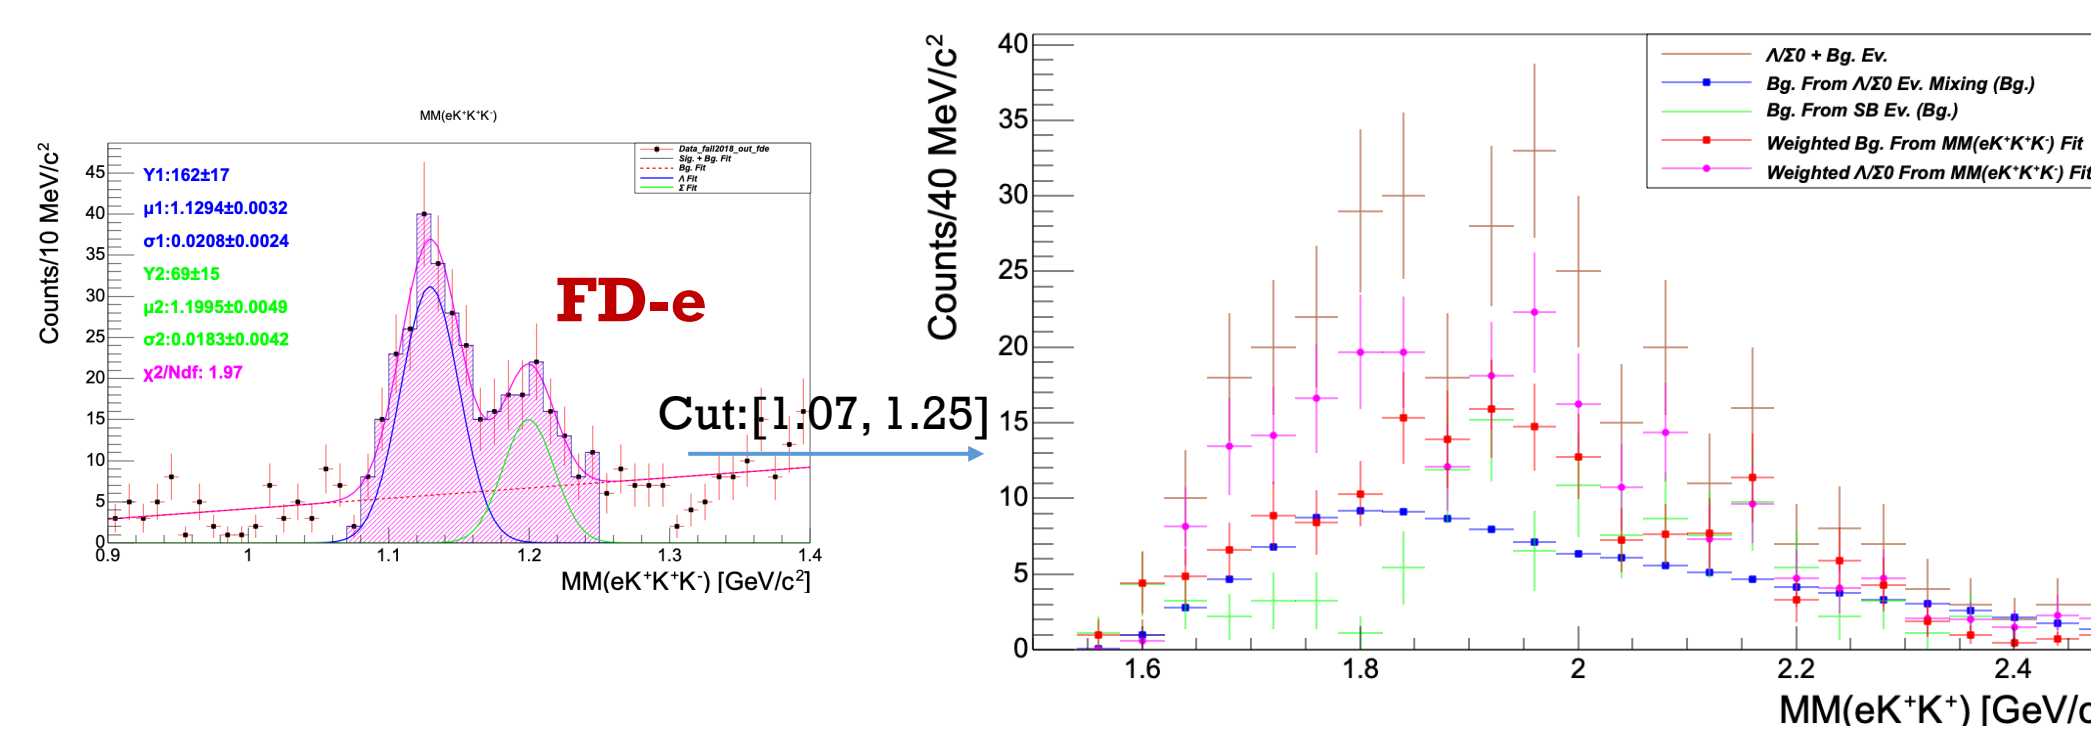 MM(eK⁺K⁺K⁻)
Counts/10 MeV/c²
45
40
35
30
25
20
15
10
5
0
Y1:162±17
μ1:1.1294±0.0032
σ1:0.0208±0.0024
Y2:69±15
μ2:1.1995±0.0049
σ2:0.0183±0.0042
χ2/Ndf: 1.97
Data_fall2018_out_fde
Sig. + Bg. Fit
Bg. Fit
Λ Fit
Σ Fit
FD-e
0.9 1 1.1 1.2 1.3 1.4
MM(eK⁺K⁺K⁻) [GeV/c²]
Cut:[1.07, 1.25]
Counts/40 MeV/c²
40
35
30
25
20
15
10
5
0
Λ/Σ0 + Bg. Ev.
Bg. From Λ/Σ0 Ev. Mixing (Bg.)
Bg. From SB Ev. (Bg.)
Weighted Bg. From MM(eK⁺K⁺K⁻) Fit
Weighted Λ/Σ0 From MM(eK⁺K⁺K⁻) Fit
1.6 1.8 2 2.2 2.4
MM(eK⁺K⁺) [GeV/c